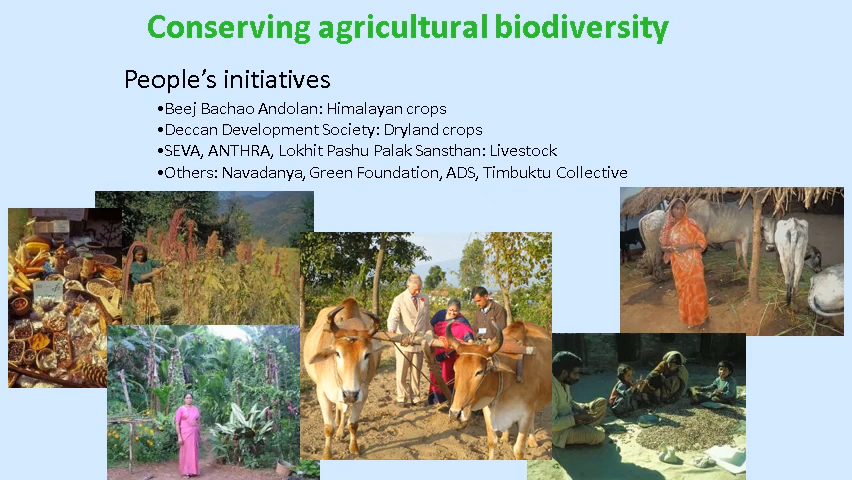 Conserving agricultural biodiversity
People's initiatives
•Beej Bachao Andolan: Himalayan crops
•Deccan Development Society: Dryland crops
•SEVA, ANTHRA, Lokhit Pashu Palak Sansthan: Livestock
•Others: Navadanya, Green Foundation, ADS, Timbuktu Collective